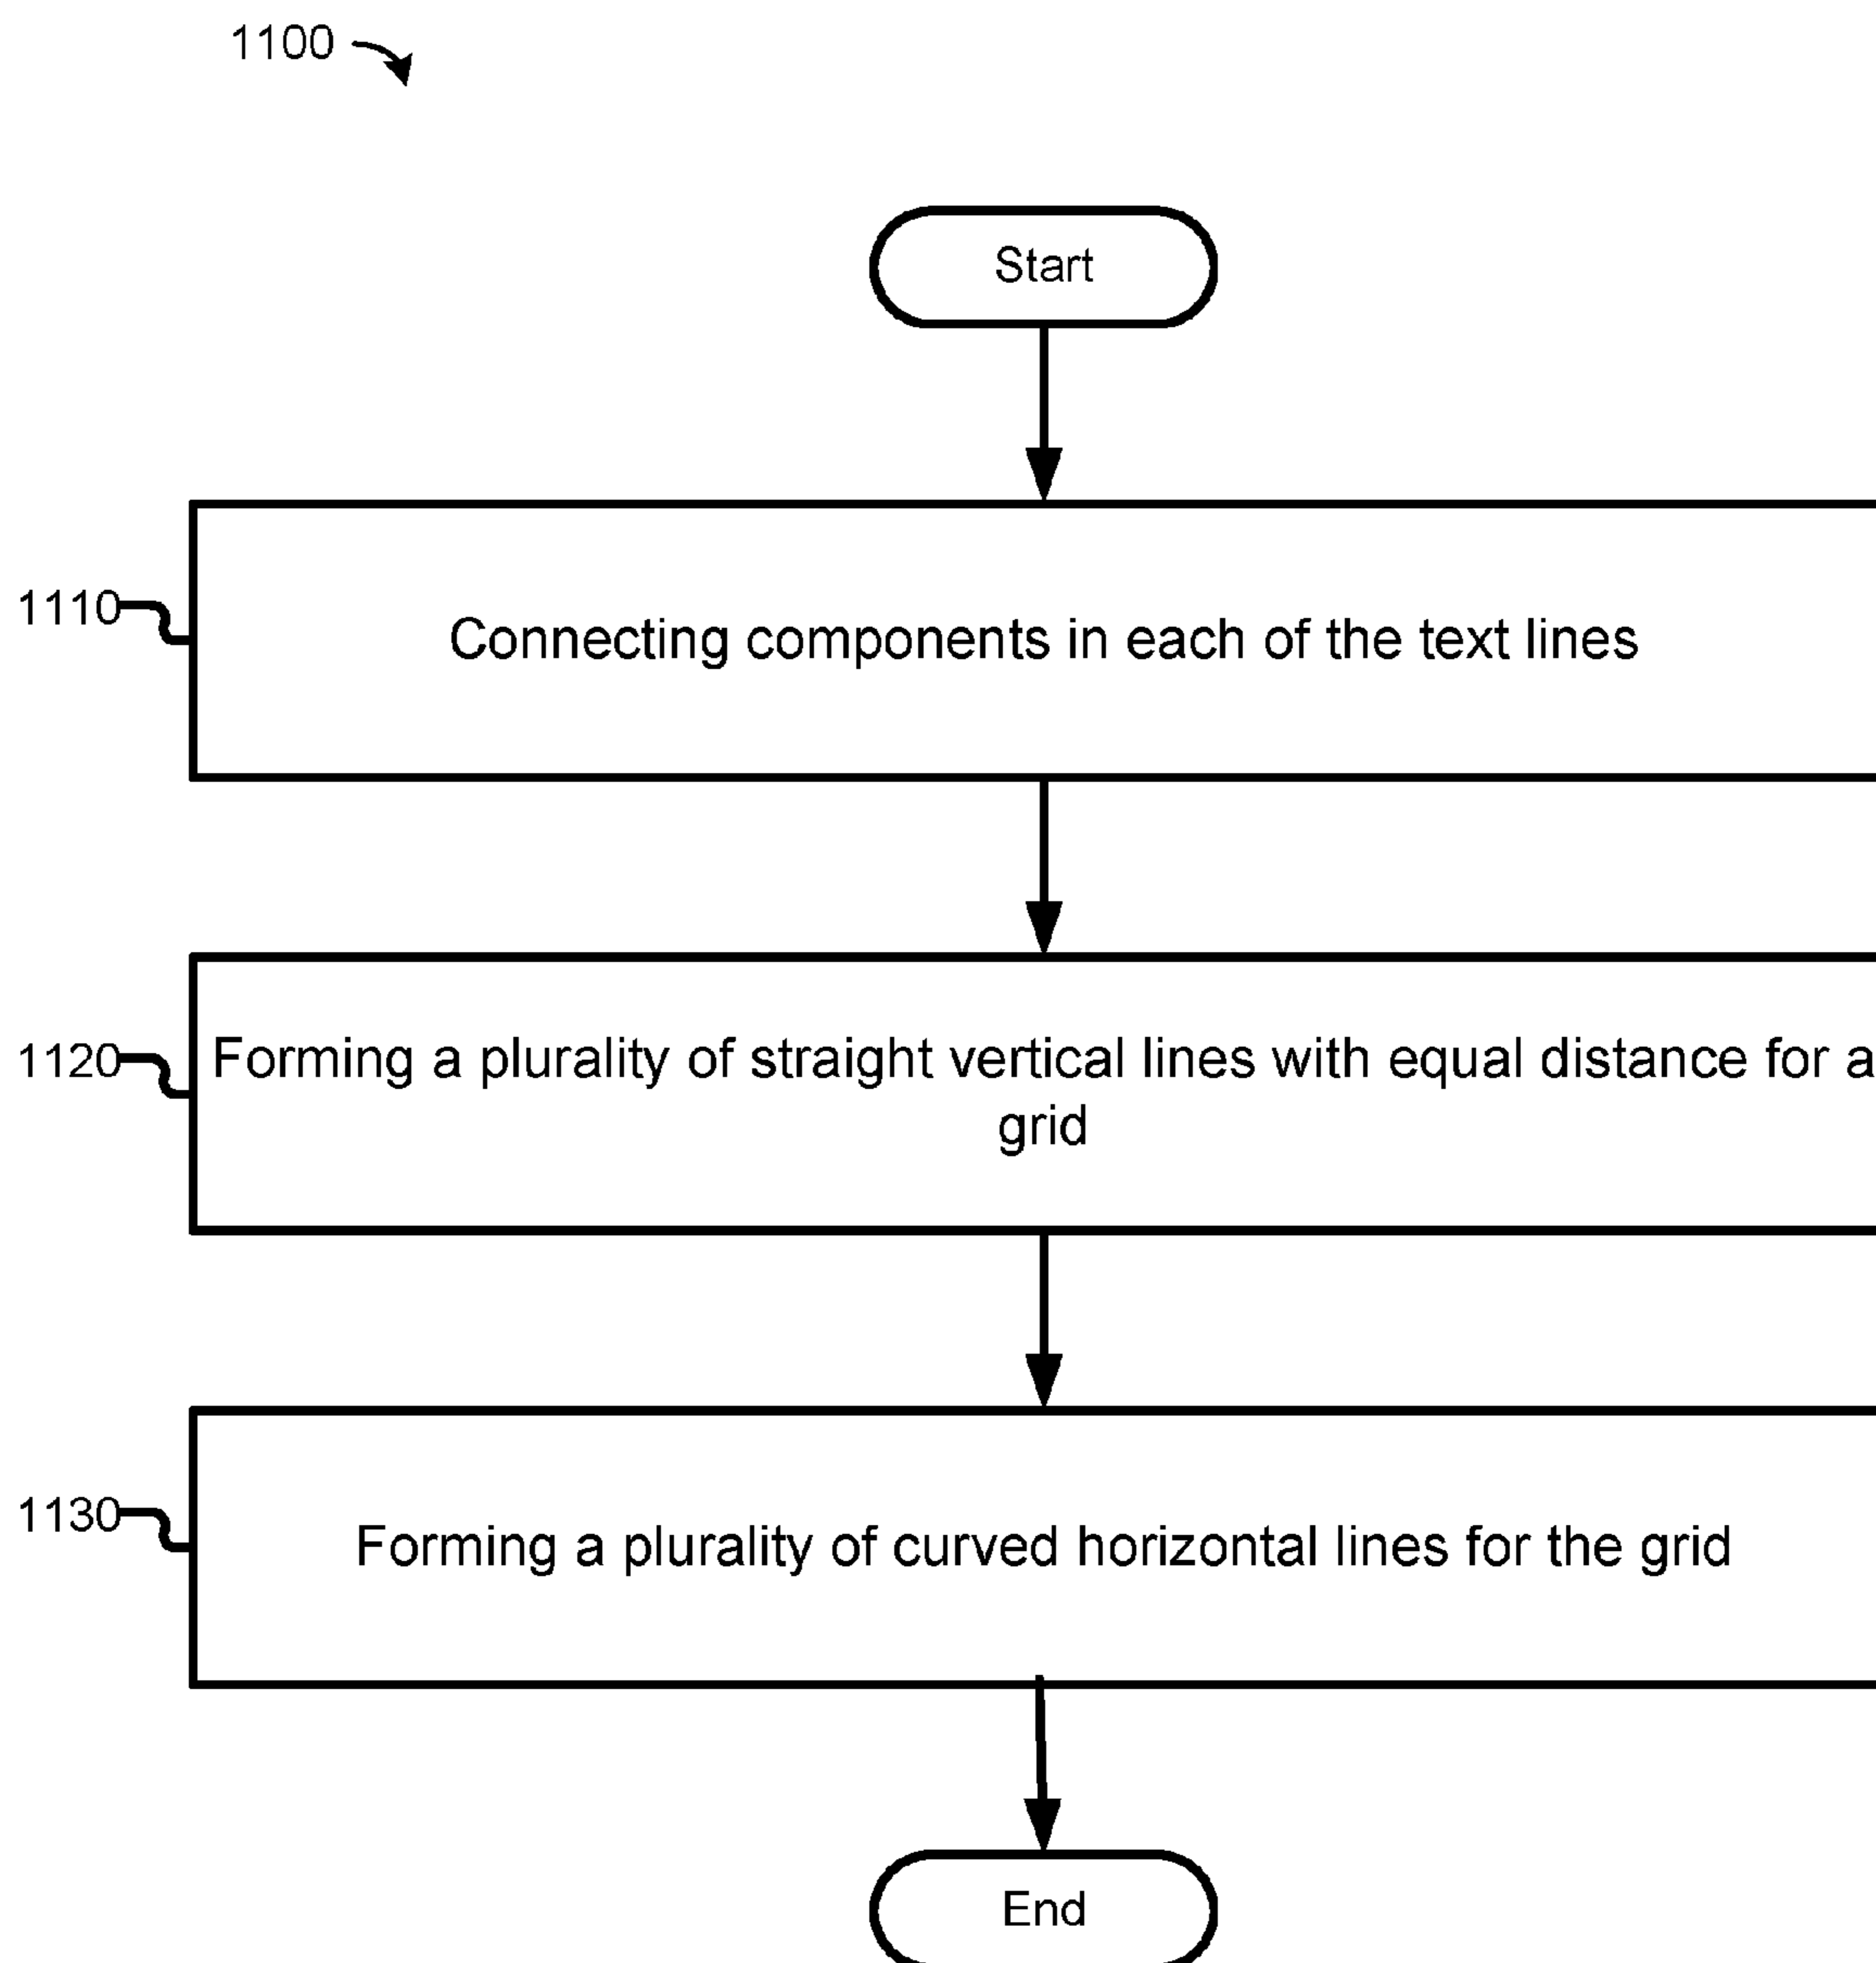 1100
Start
1110
Connecting components in each of the text lines
1120
Forming a plurality of straight vertical lines with equal distance for a
grid
1130
Forming a plurality of curved horizontal lines for the grid
End